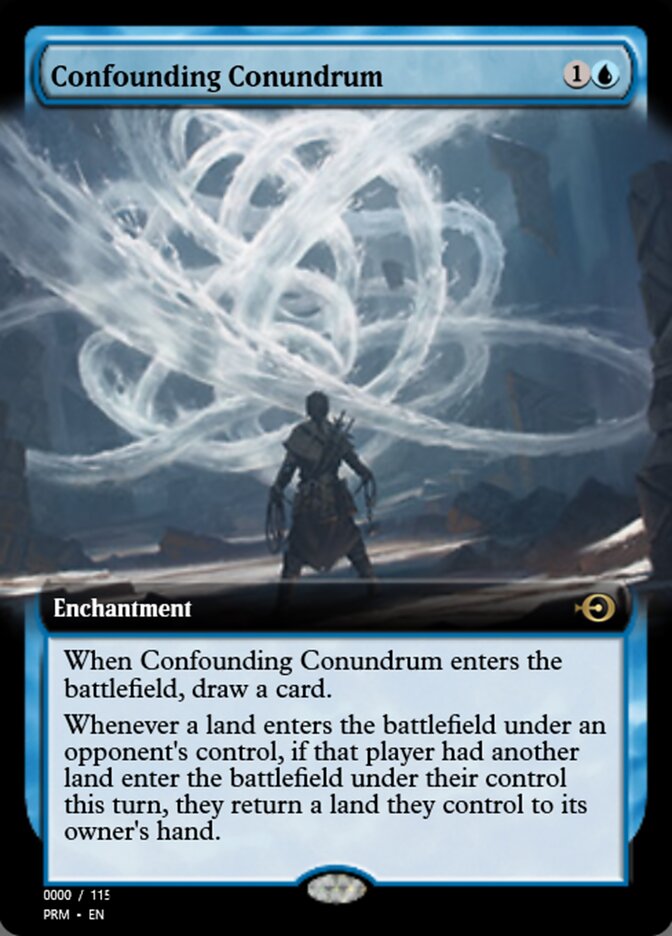 Confounding Conundrum 1
Enchantment
When Confounding Conundrum enters the
battlefield, draw a card.
Whenever a land enters the battlefield under an
opponent's control, if that player had another
land enter the battlefield under their control
this turn, they return a land they control to its
owner's hand.
0000 / 115
PRM • EN